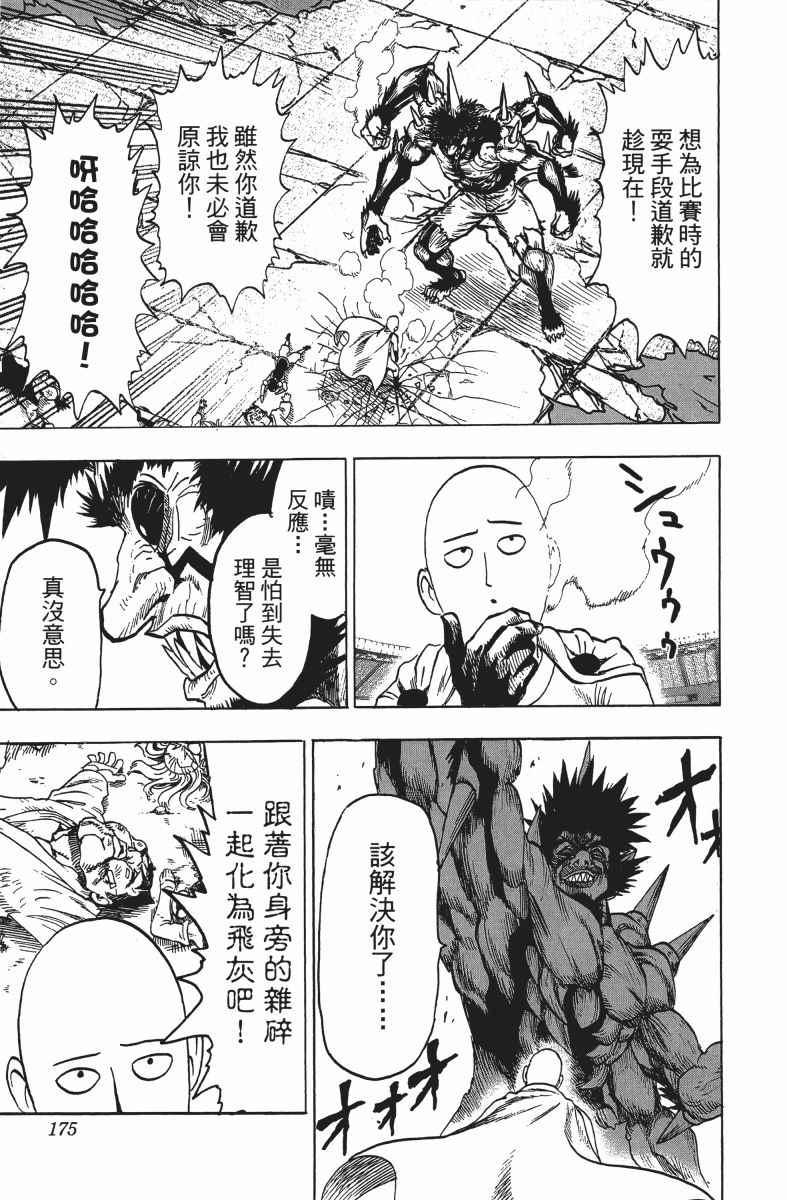 想為比賽時的
耍手段道歉就
趁現在！
雖然你道歉
我也未必會
原諒你！
呀哈哈哈哈哈！
シュウゥゥ
嘖…毫無
反應…
是怕到失去
理智了嗎？
真沒意思。
オオ
該解決你了……
オオオ
跟著你身旁的雜碎
一起化為飛灰吧！
175